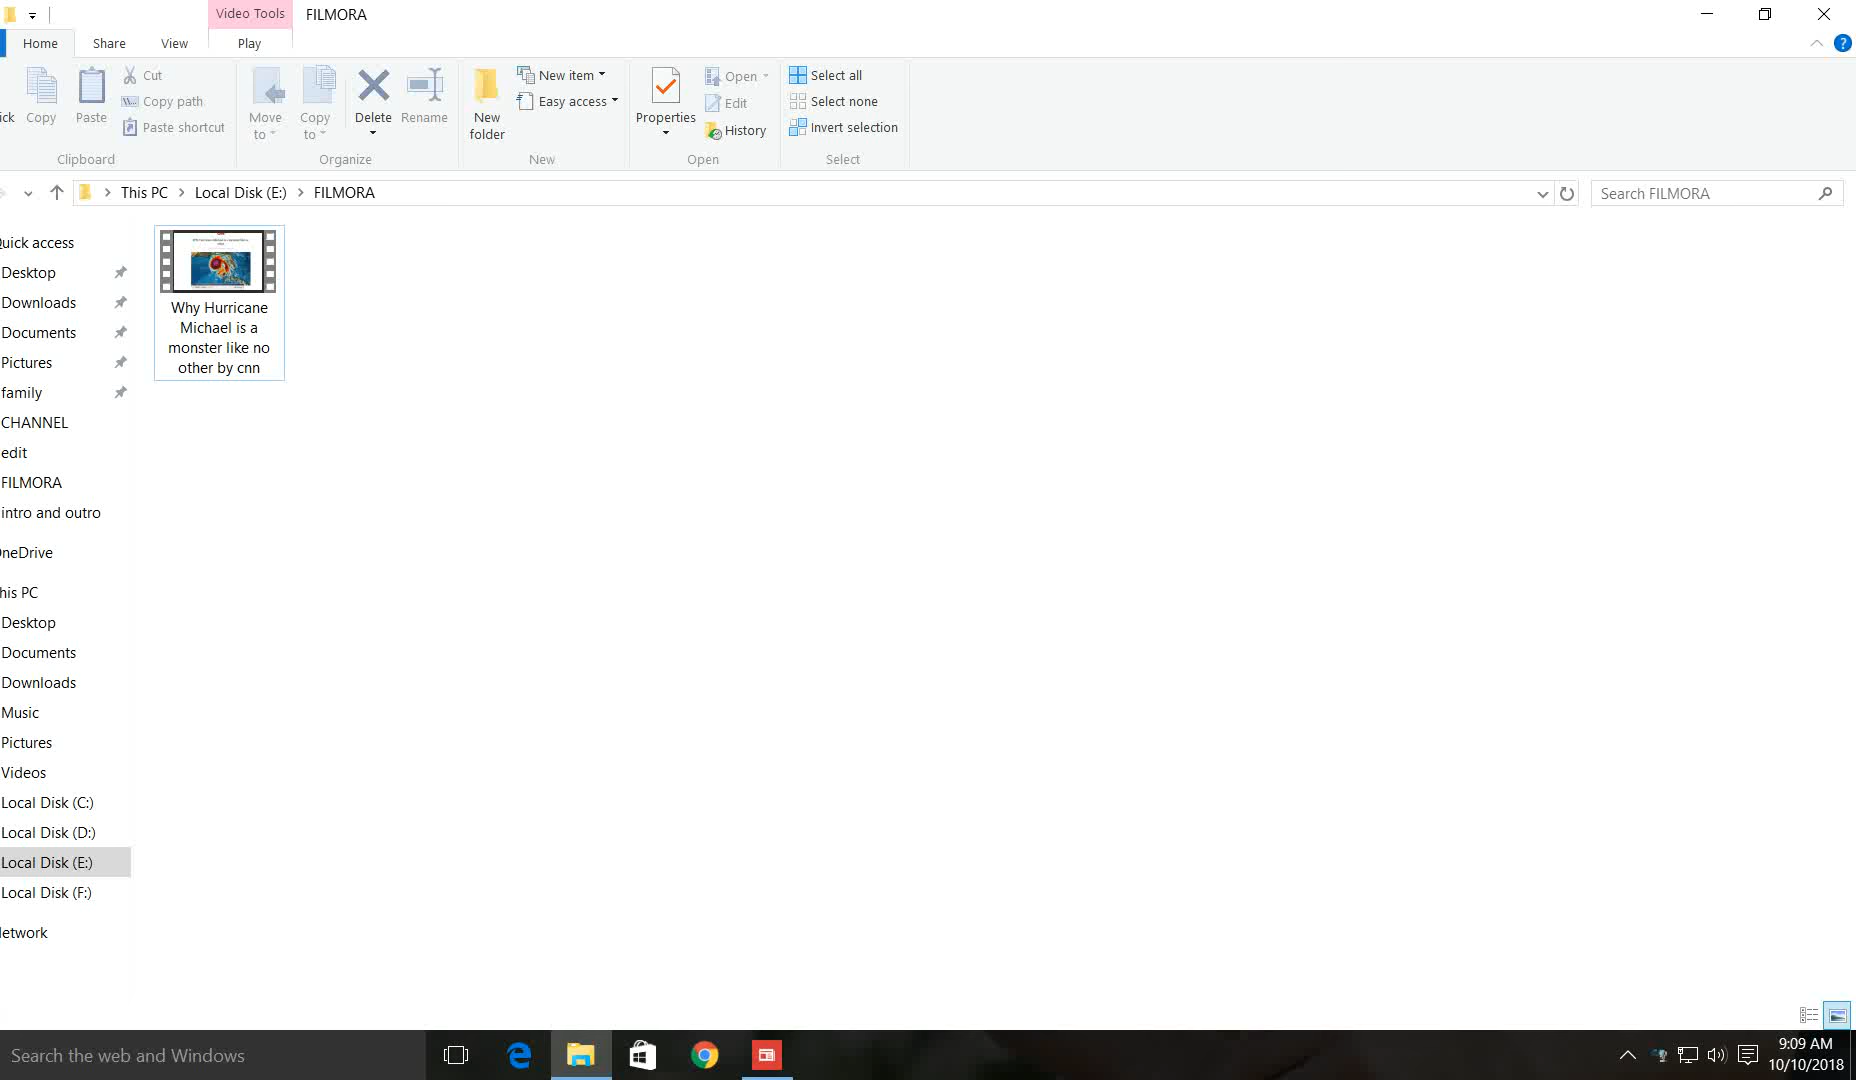 Video Tools
FILMORA
Home
Share
View
Play
ick
Copy
Paste
Cut
Copy path
Paste shortcut
Clipboard
Move to
Copy to
Delete
Rename
Organize
New folder
New item
Easy access
New
Properties
Open
Edit
History
Open
Select all
Select none
Invert selection
Select
This PC
Local Disk (E:)
FILMORA
Search FILMORA
uick access
Desktop
Downloads
Documents
Pictures
family
CHANNEL
edit
FILMORA
intro and outro
neDrive
his PC
Desktop
Documents
Downloads
Music
Pictures
Videos
Local Disk (C:)
Local Disk (D:)
Local Disk (E:)
Local Disk (F:)
etwork
Why Hurricane
Michael is a
monster like no
other by cnn
Search the web and Windows
9:09 AM
10/10/2018